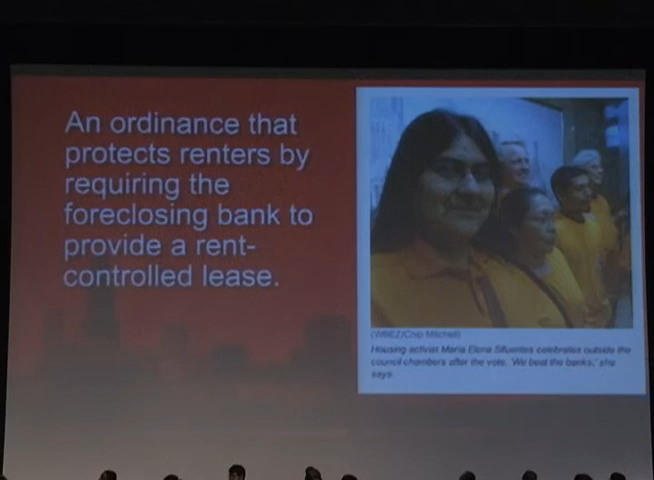 An ordinance that
protects renters by
requiring the
foreclosing bank to
provide a rent-
controlled lease.
(WBEZ/Chip Mitchell)
Housing activist Maria Elena Sifuentes celebrates outside the
council chambers after the vote. 'We beat the banks,' she
says.